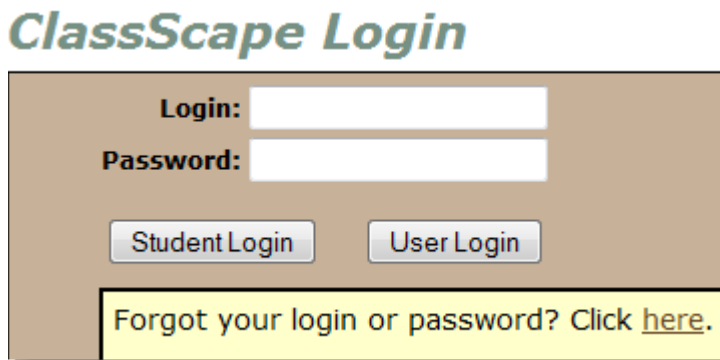 ClassScape Login
Login:
Password:
Student Login User Login
Forgot your login or password? Click here.